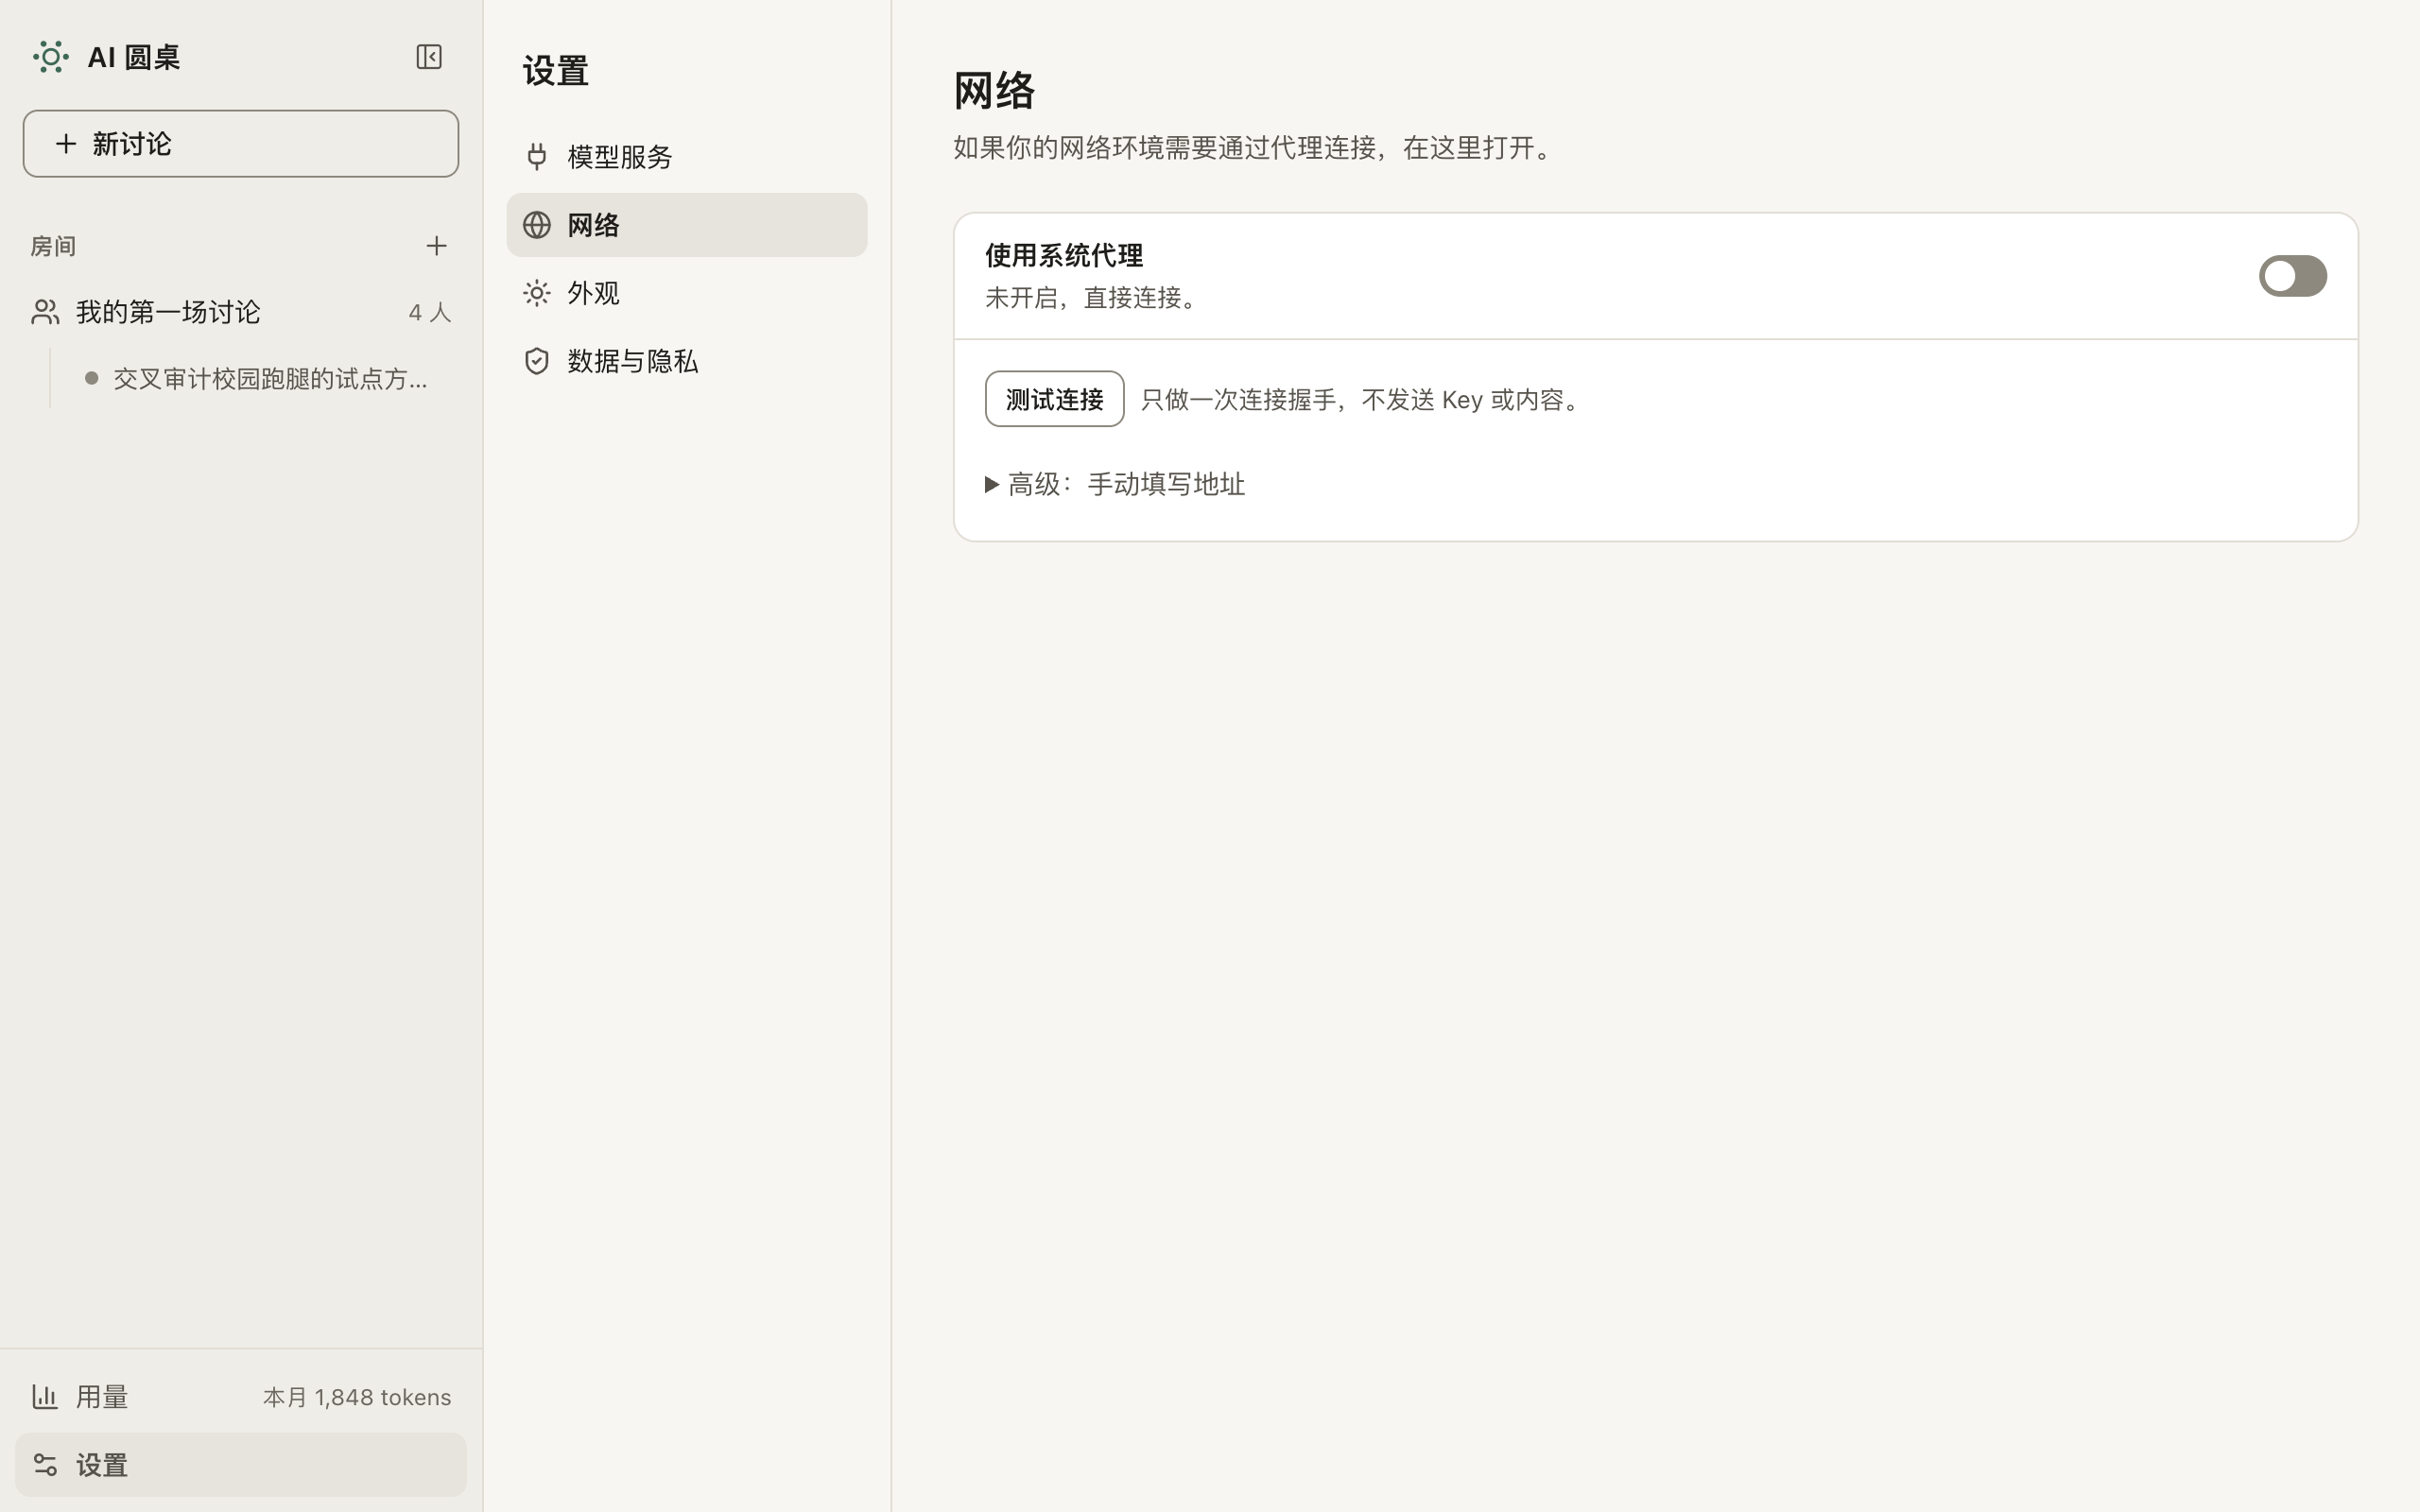 AI 圆桌
新讨论
房间
我的第一场讨论 4 人
交叉审计校园跑腿的试点方...
用量 本月 1,848 tokens
设置
设置
模型服务
网络
外观
数据与隐私
网络
如果你的网络环境需要通过代理连接，在这里打开。
使用系统代理
未开启，直接连接。
测试连接 只做一次连接握手，不发送 Key 或内容。
高级：手动填写地址